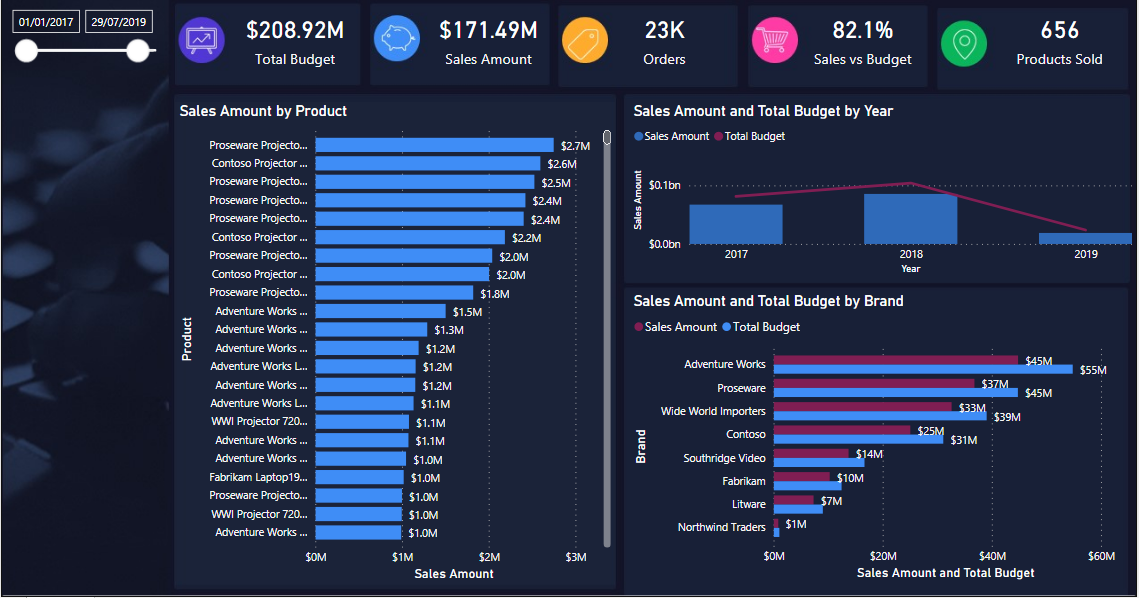 01/01/2017 29/07/2019
$208.92M
Total Budget
$171.49M
Sales Amount
23K
Orders
82.1%
Sales vs Budget
656
Products Sold
Sales Amount by Product
Product
Proseware Projecto... $2.7M
Contoso Projector ... $2.6M
Proseware Projecto... $2.5M
Proseware Projecto... $2.4M
Proseware Projecto... $2.4M
Contoso Projector ... $2.2M
Proseware Projecto... $2.0M
Contoso Projector ... $2.0M
Proseware Projecto... $1.8M
Adventure Works ... $1.5M
Adventure Works ... $1.3M
Adventure Works ... $1.2M
Adventure Works L... $1.2M
Adventure Works ... $1.2M
Adventure Works L... $1.1M
WWI Projector 720... $1.1M
Adventure Works ... $1.1M
Adventure Works ... $1.0M
Fabrikam Laptop19... $1.0M
Proseware Projecto... $1.0M
WWI Projector 720... $1.0M
Adventure Works ... $1.0M
$0M $1M $2M $3M
Sales Amount
Sales Amount and Total Budget by Year
Sales Amount Total Budget
Sales Amount
$0.1bn
$0.0bn
2017 2018 2019
Year
Sales Amount and Total Budget by Brand
Sales Amount Total Budget
Brand
Adventure Works $45M $55M
Proseware $37M $45M
Wide World Importers $33M $39M
Contoso $25M $31M
Southridge Video $14M
Fabrikam $10M
Litware $7M
Northwind Traders $1M
$0M $20M $40M $60M
Sales Amount and Total Budget